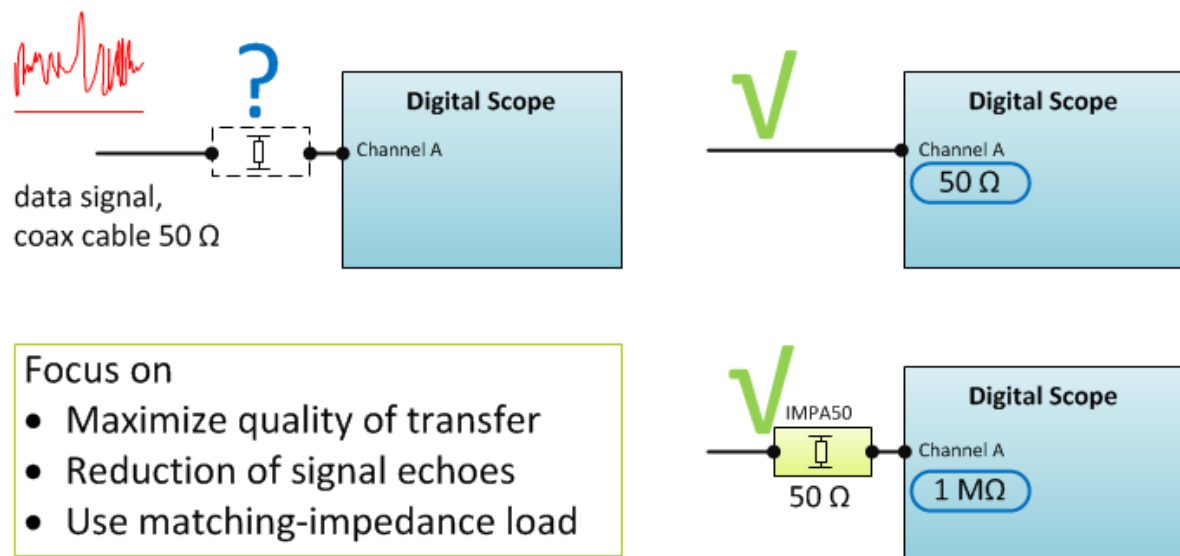 ?
Digital Scope
Channel A
data signal,
coax cable 50 Ω
√
Digital Scope
Channel A
50 Ω
Focus on
• Maximize quality of transfer
• Reduction of signal echoes
• Use matching-impedance load
√
IMPA50
50 Ω
Digital Scope
Channel A
1 MΩ